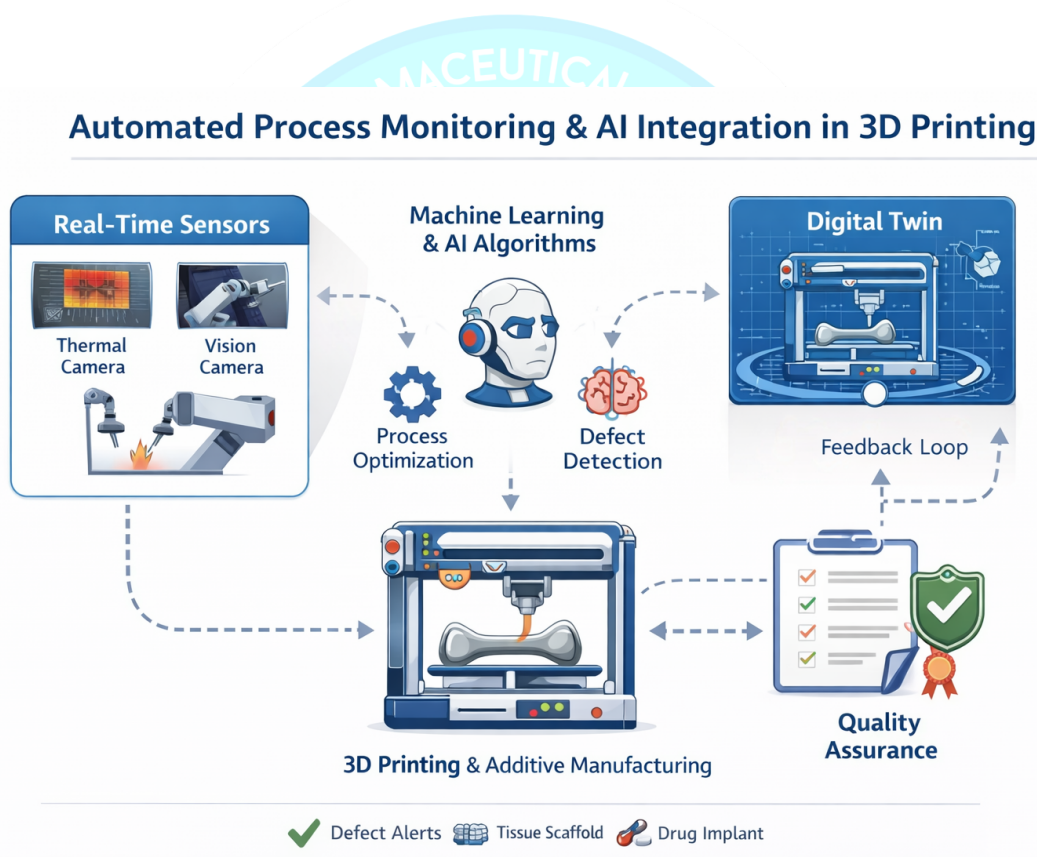 MACEUTICAL
Automated Process Monitoring & AI Integration in 3D Printing
Real-Time Sensors
Thermal
Camera
Vision
Camera
Machine Learning
& AI Algorithms
Process
Optimization
Defect
Detection
Digital Twin
Feedback Loop
3D Printing & Additive Manufacturing
Quality
Assurance
Defect Alerts
Tissue Scaffold
Drug Implant